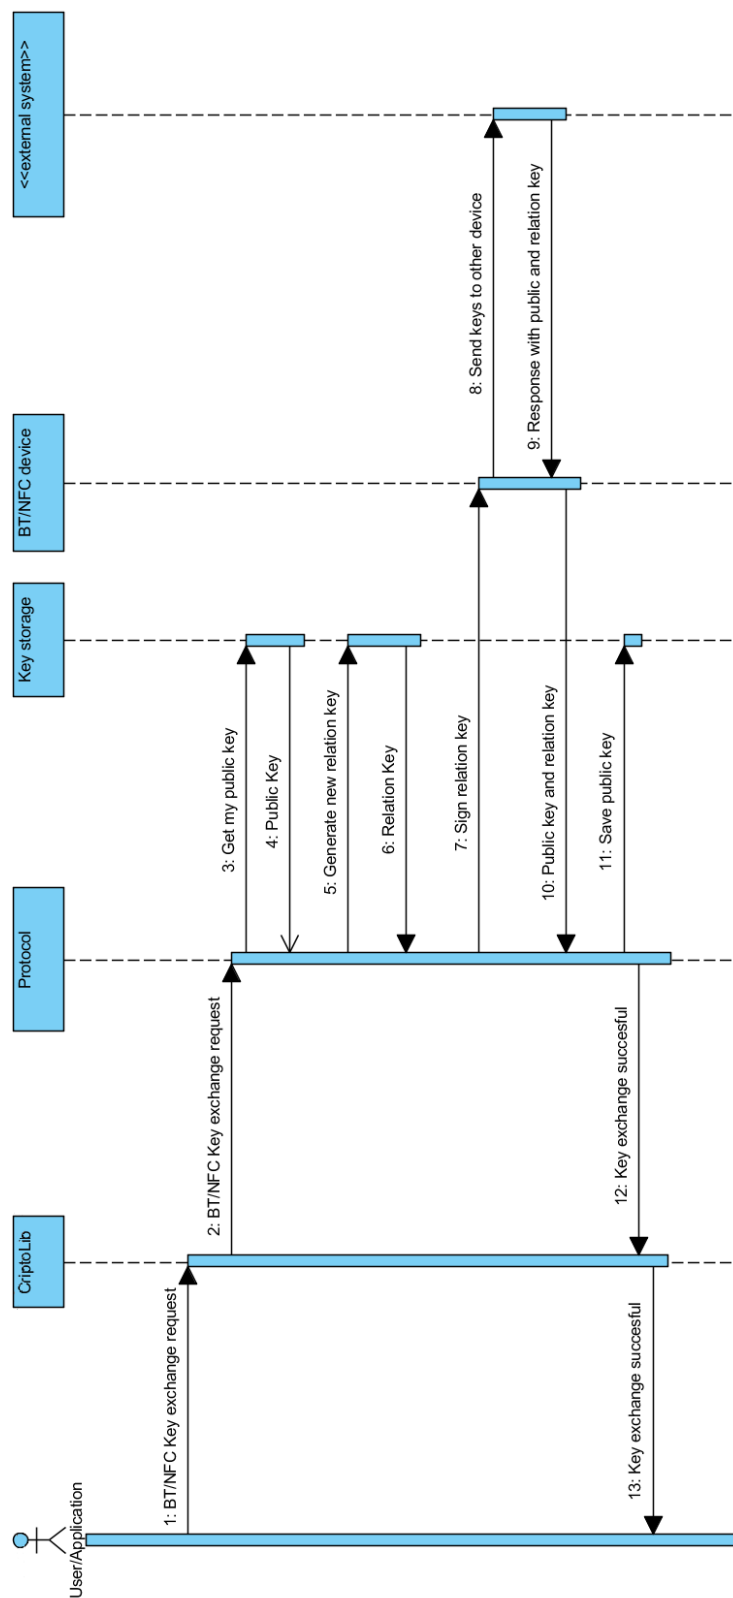 User/Application
CriptoLib
Protocol
Key storage
BT/NFC device
<<external system>>
1: BT/NFC Key exchange request
2: BT/NFC Key exchange request
3: Get my public key
4: Public Key
5: Generate new relation key
6: Relation Key
7: Sign relation key
8: Send keys to other device
9: Response with public and relation key
10: Public key and relation key
11: Save public key
12: Key exchange succesful
13: Key exchange succesful